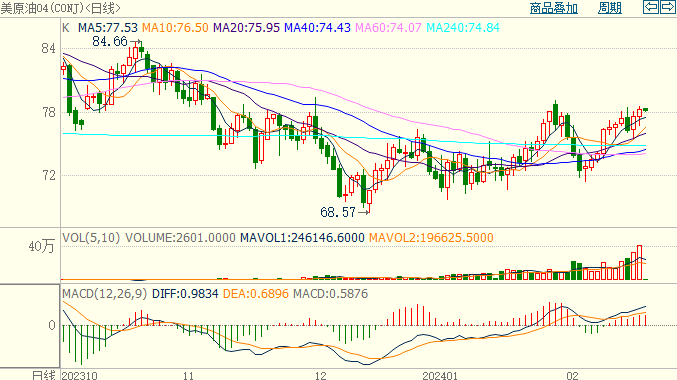 美原油04(CONJ)<日线> 商品叠加 周期
K MA5:77.53 MA10:76.50 MA20:75.95 MA40:74.43 MA60:74.07 MA240:74.84
84.66
84
78
72
68.57
VOL(5,10) VOLUME:2601.0000 MAVOL1:246146.6000 MAVOL2:196625.5000
40万
MACD(12,26,9) DIFF:0.9834 DEA:0.6896 MACD:0.5876
0
日线 202310 11 12 202401 02